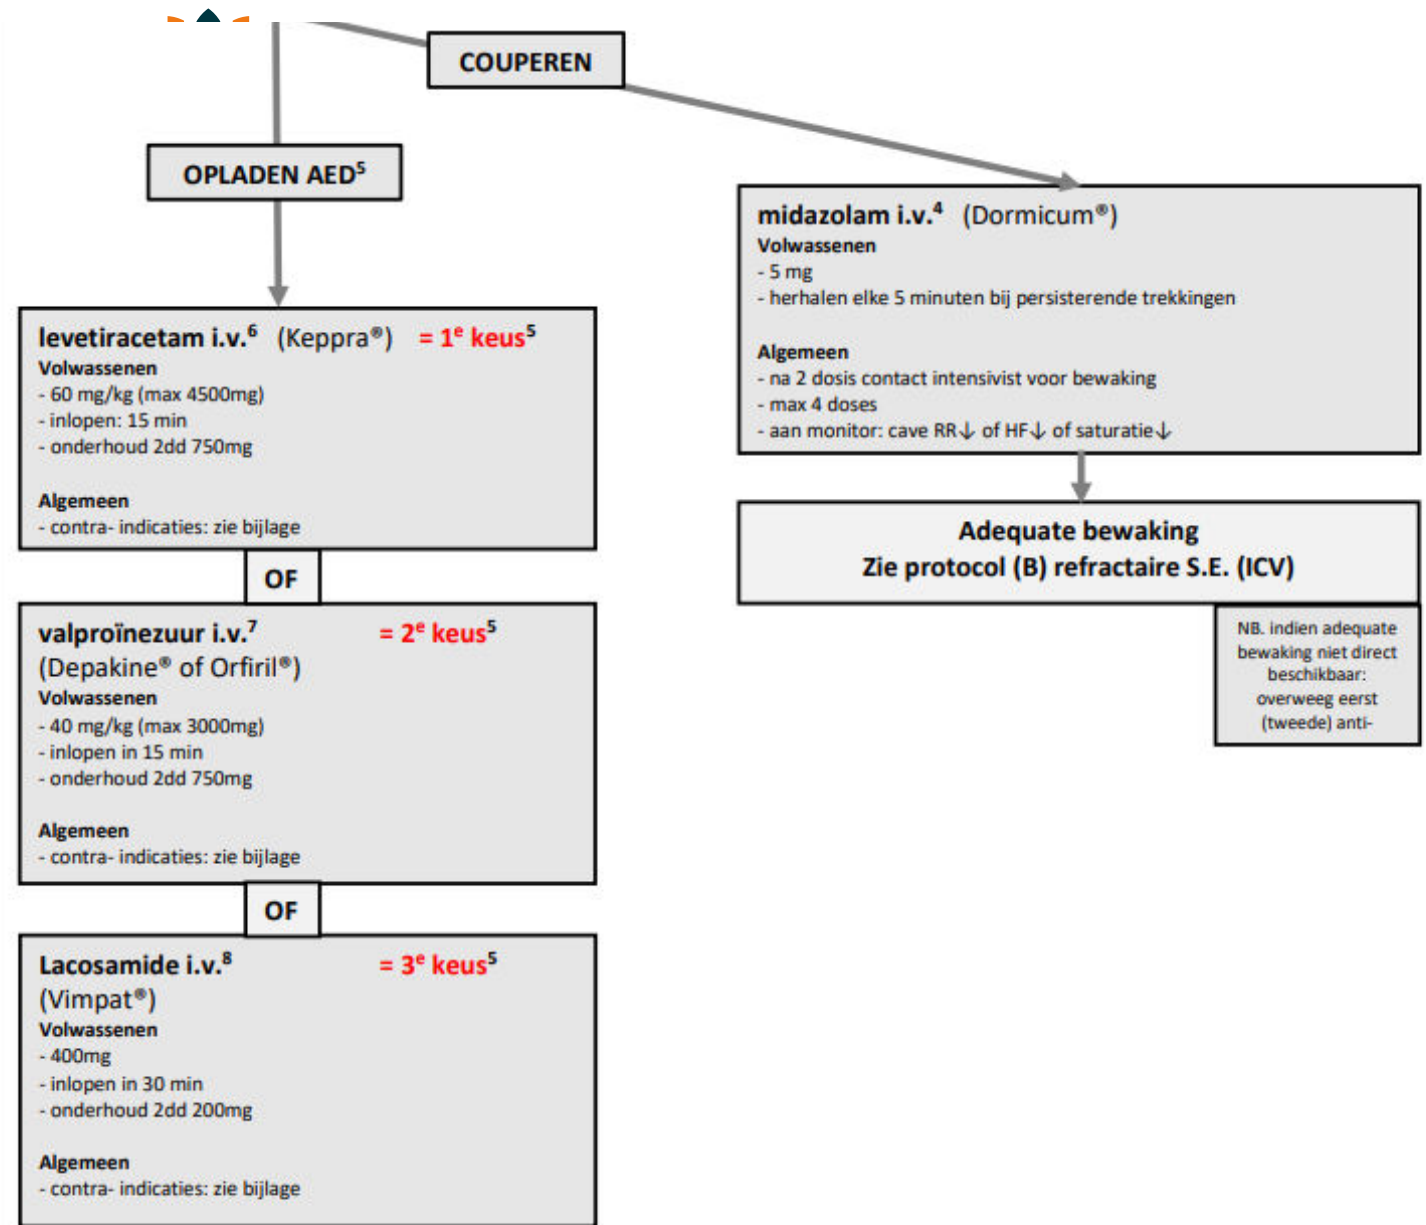 COUPEREN
OPLADEN AED⁵
levetiracetam i.v.⁶ (Keppra®) = 1ᵉ keus⁵
Volwassenen
- 60 mg/kg (max 4500mg)
- inlopen: 15 min
- onderhoud 2dd 750mg
Algemeen
- contra- indicaties: zie bijlage
OF
valproïnezuur i.v.⁷ = 2ᵉ keus⁵
(Depakine® of Orfiril®)
Volwassenen
- 40 mg/kg (max 3000mg)
- inlopen in 15 min
- onderhoud 2dd 750mg
Algemeen
- contra- indicaties: zie bijlage
OF
Lacosamide i.v.⁸ = 3ᵉ keus⁵
(Vimpat®)
Volwassenen
- 400mg
- inlopen in 30 min
- onderhoud 2dd 200mg
Algemeen
- contra- indicaties: zie bijlage
midazolam i.v.⁴ (Dormicum®)
Volwassenen
- 5 mg
- herhalen elke 5 minuten bij persisterende trekkingen
Algemeen
- na 2 dosis contact intensivist voor bewaking
- max 4 doses
- aan monitor: cave RR↓ of HF↓ of saturatie↓
Adequate bewaking
Zie protocol (B) refractaire S.E. (ICV)
NB. indien adequate
bewaking niet direct
beschikbaar:
overweeg eerst
(tweede) anti-